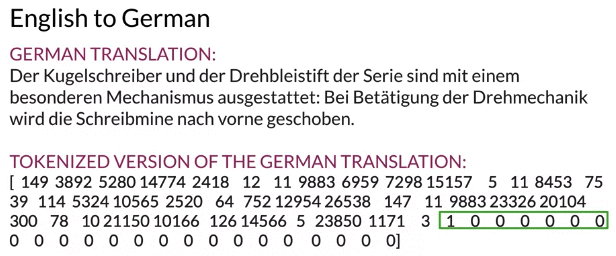 English to German
GERMAN TRANSLATION:
Der Kugelschreiber und der Drehbleistift der Serie sind mit einem
besonderen Mechanismus ausgestattet: Bei Betätigung der Drehmechanik
wird die Schreibmine nach vorne geschoben.
TOKENIZED VERSION OF THE GERMAN TRANSLATION:
[ 149 3892 5280 14774 2418 12 11 9883 6959 7298 15157 5 11 8453 75
39 114 5324 10565 2520 64 752 12954 26538 147 11 9883 23326 20104
300 78 10 21150 10166 126 14566 5 23850 1171 3 1 0 0 0 0 0 0
0 0 0 0 0 0 0 0 0 0 0 0 0 0 0 0]